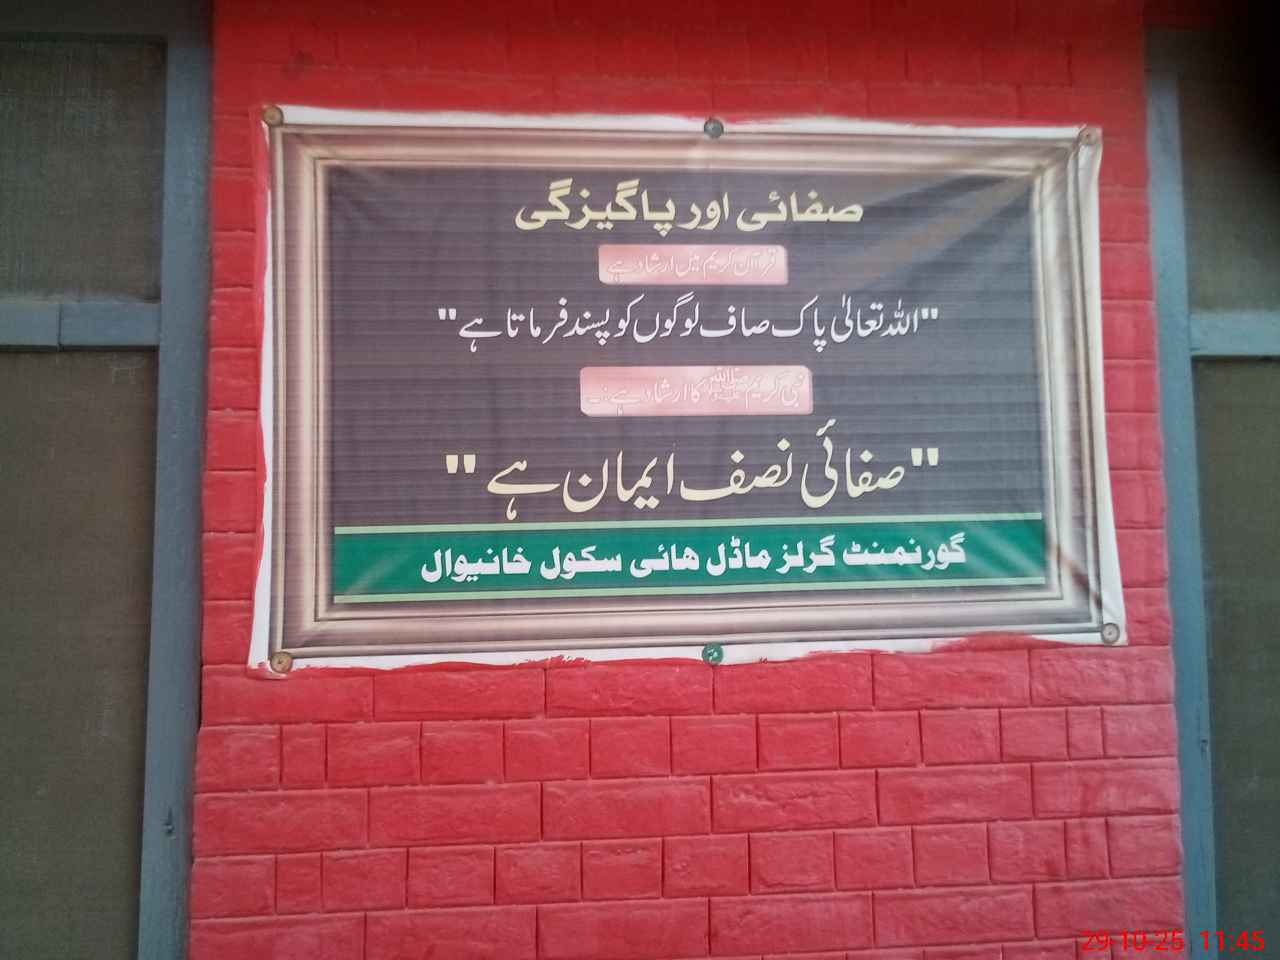 صفائی اور پاگیزگی
قرآن کریم میں ارشاد ہے
"اللہ تعالیٰ پاک صاف لوگوں کو پسند فرماتا ہے"
نبی کریم ﷺ کا ارشاد ہے:۔
"صفائی نصف ایمان ہے"
گورنمنٹ گرلز ماڈل ھائی سکول خانیوال
29-10-25 11:45